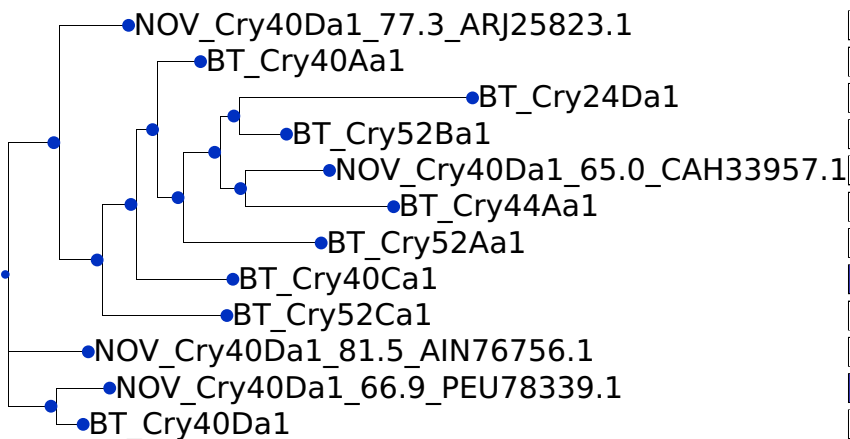 NOV_Cry40Da1_77.3_ARJ25823.1
BT_Cry40Aa1
BT_Cry24Da1
BT_Cry52Ba1
NOV_Cry40Da1_65.0_CAH33957.1
BT_Cry44Aa1
BT_Cry52Aa1
BT_Cry40Ca1
BT_Cry52Ca1
NOV_Cry40Da1_81.5_AIN76756.1
NOV_Cry40Da1_66.9_PEU78339.1
BT_Cry40Da1